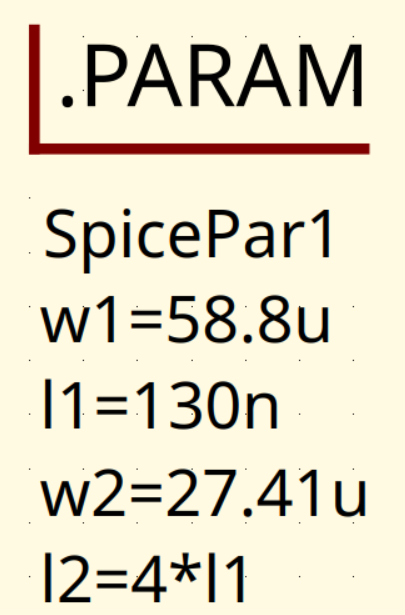 .PARAM
SpicePar1
w1=58.8u
l1=130n
w2=27.41u
l2=4*l1